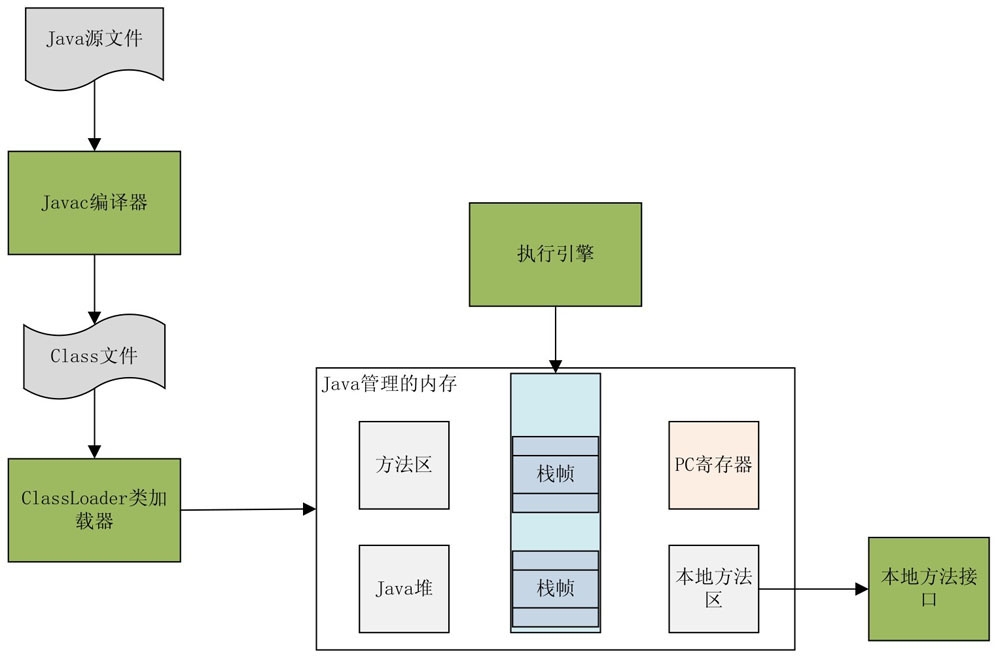 Java源文件
Javac编译器
Class文件
ClassLoader类加
载器
执行引擎
Java管理的内存
方法区
栈帧
PC寄存器
Java堆
栈帧
本地方法
区
本地方法接
口